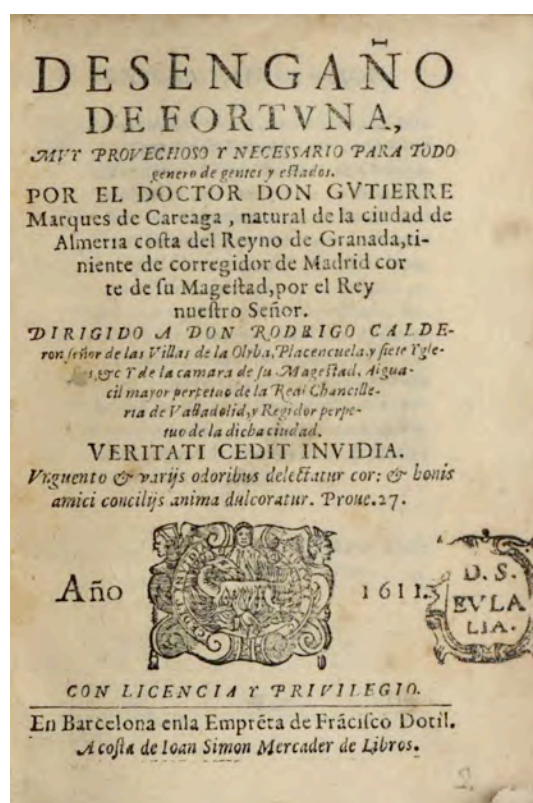 DESENGAÑO
DE FORTVNA,
MVY PROVECHOSO Y NECESSARIO PARA TODO
genero de gentes y eſtados.
POR EL DOCTOR DON GVTIERRE
Marques de Careaga , natural de la ciudad de
Almeria coſta del Reyno de Granada,ti-
niente de corregidor de Madrid cor
te de ſu Mageſtad,por el Rey
nueſtro Señor.
DIRIGIDO A DON RODRIGO CALDE-
ron ſeñor de las Villas de la Olyba, Placençuela,y ſiete Ygle-
&c Y de la camara de ſu Mageſtad, Algua-
cil mayor perpetuo de la Real Chancille-
ria de Valladolid,y Regidor perpe-
tuo de la dicha ciudad.
VERITATI CEDIT INVIDIA.
Vnguento & varijs odoribus delectatur cor: & bonis
amici concilijs anima dulcoratur. Proue.27.
Año 1611.
D. S.
EVLA
LIA.
CON LICENCIA Y PRIVILEGIO.
En Barcelona enla Emprẽta de Frãciſco Dotil.
A coſta de Ioan Simon Mercader de Libros.